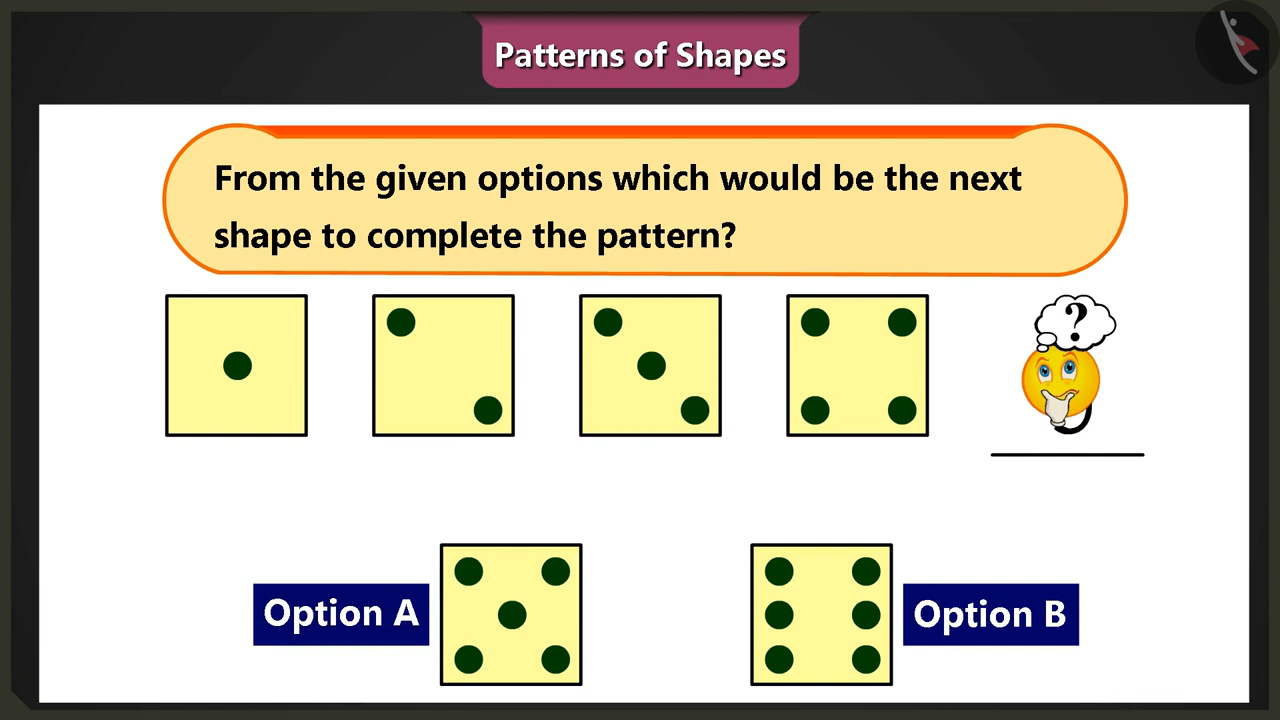 Patterns of Shapes
From the given options which would be the next
shape to complete the pattern?
?
Option A
Option B